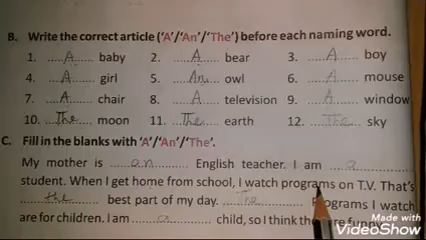 B. Write the correct article ('A'/'An'/'The') before each naming word.
1. A baby 2. A bear 3. A boy
4. A girl 5. An owl 6. A mouse
7. A chair 8. A television 9. A window
10. The moon 11. The earth 12. The sky
C. Fill in the blanks with 'A'/'An'/'The'.
My mother is an English teacher. I am a
student. When I get home from school, I watch programs on T.V. That's
the best part of my day. The Programs I watch
are for children. I am a child, so I think they are funny.
Made with
VideoShow